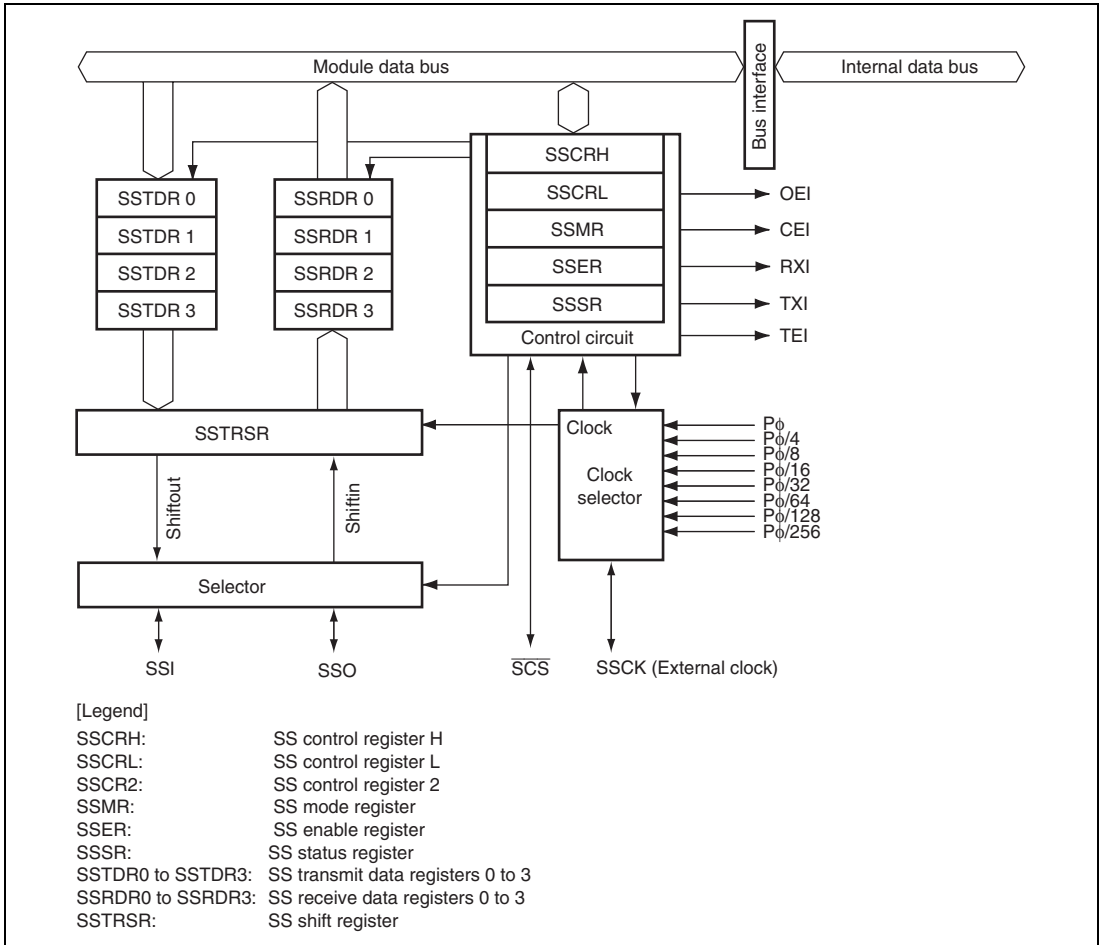 Module data bus
Bus interface
Internal data bus
SSTDR 0
SSTDR 1
SSTDR 2
SSTDR 3
SSRDR 0
SSRDR 1
SSRDR 2
SSRDR 3
SSCRH
SSCRL
SSMR
SSER
SSSR
Control circuit
OEI
CEI
RXI
TXI
TEI
SSTRSR
Clock
Clock
selector
Pϕ
Pϕ/4
Pϕ/8
Pϕ/16
Pϕ/32
Pϕ/64
Pϕ/128
Pϕ/256
Shiftout
Shiftin
Selector
SSI
SSO
SCS
SSCK (External clock)
[Legend]
SSCRH: SS control register H
SSCRL: SS control register L
SSCR2: SS control register 2
SSMR: SS mode register
SSER: SS enable register
SSSR: SS status register
SSTDR0 to SSTDR3: SS transmit data registers 0 to 3
SSRDR0 to SSRDR3: SS receive data registers 0 to 3
SSTRSR: SS shift register